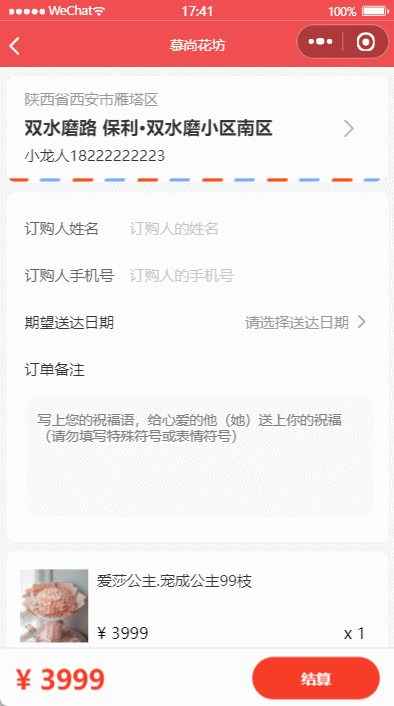 WeChat 17:41 100%
慕尚花坊
陕西省西安市雁塔区
双水磨路 保利•双水磨小区南区
小龙人18222222223
订购人姓名 订购人的姓名
订购人手机号 订购人的手机号
期望送达日期 请选择送达日期
订单备注
写上您的祝福语，给心爱的他（她）送上你的祝福
（请勿填写特殊符号或表情符号）
爱莎公主.宠成公主99枝
¥ 3999 x 1
¥ 3999 结算